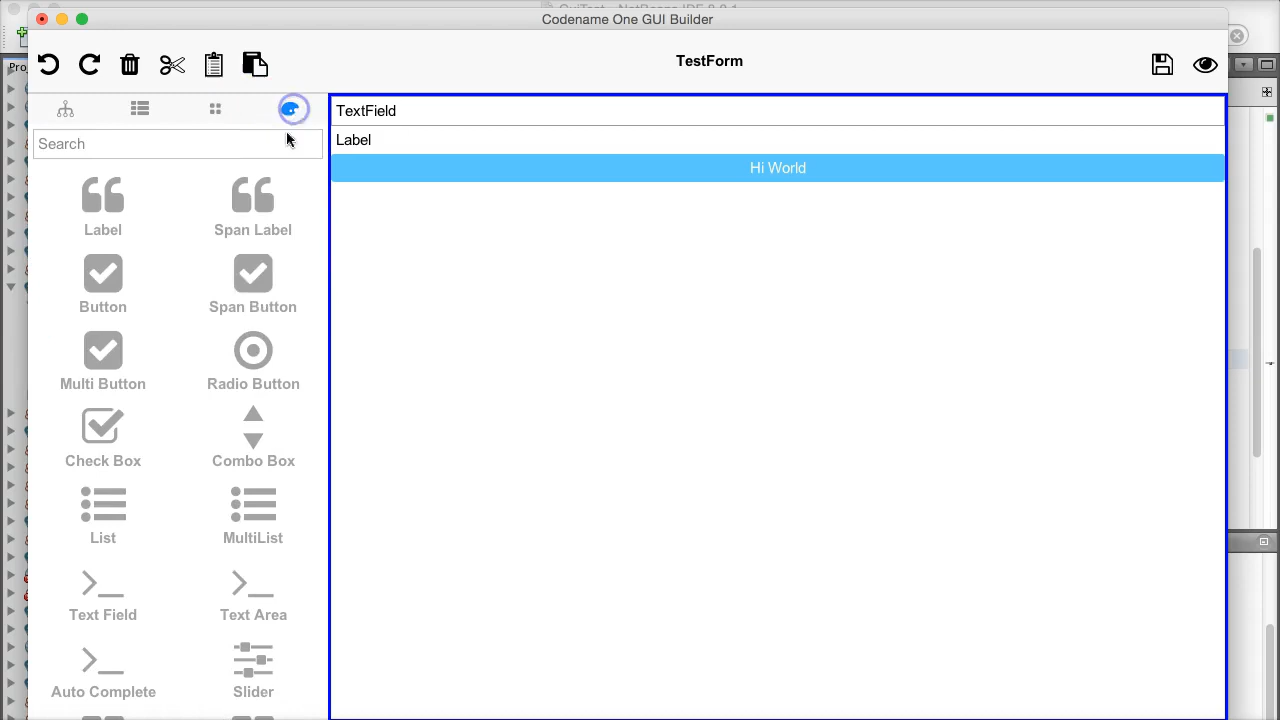 Codename One GUI Builder
TestForm
Search
TextField
Label
Hi World
Label
Span Label
Button
Span Button
Multi Button
Radio Button
Check Box
Combo Box
List
MultiList
Text Field
Text Area
Auto Complete
Slider